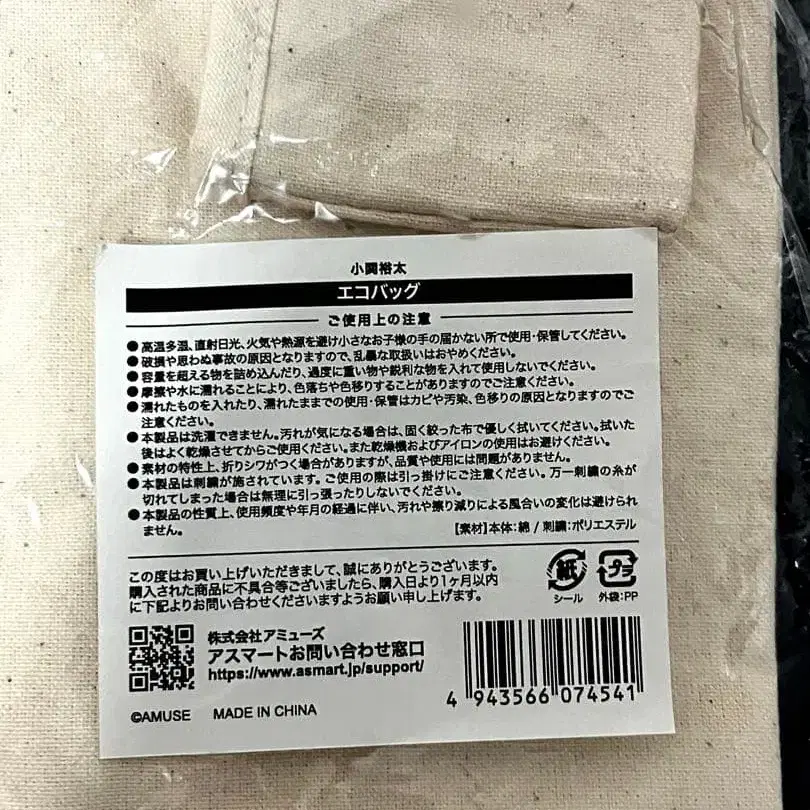 小関裕太
エコバッグ
ご使用上の注意
●高温多湿、直射日光、火気や熱源を避け小さなお子様の手の届かない所で使用・保管してください。
●破損や思わぬ事故の原因となりますので、乱暴な取扱いはおやめください。
●容量を超える物を詰め込んだり、過度に重い物や鋭利な物を入れて使用しないでください。
●摩擦や水に濡れることにより、色落ちや色移りすることがありますのでご注意ください。
●濡れたものを入れたり、濡れたままでの使用・保管はカビや汚染、色移りの原因となりますのでご
注意ください。
●本製品は洗濯できません。汚れが気になる場合は、固く絞った布で優しく拭いてください。拭いた
後はよく乾燥させてからご使用ください。また乾燥機およびアイロンの使用はお避けください。
●素材の特性上、折りシワがつく場合がありますが、品質や使用には問題がありません。
●本製品は刺繍が施されています。ご使用の際は引っ掛けにご注意ください。万一刺繍の糸が
切れてしまった場合は無理に引っ張ったりしないでください。
●本製品の性質上、使用頻度や年月の経過に伴い、汚れや擦り減りによる風合いの変化は避けられ
ません。
【素材】本体：綿 / 刺繍：ポリエステル
この度はお買い上げいただきまして、誠にありがとうございます。
購入された商品に不具合等ございましたら、購入日より1ヶ月以内
に下記よりお問い合わせくださいますようお願い申し上げます。
紙
シール
プラ
外袋：PP
株式会社アミューズ
アスマートお問い合わせ窓口
https://www.asmart.jp/support/
©AMUSE MADE IN CHINA
4 943566 074541